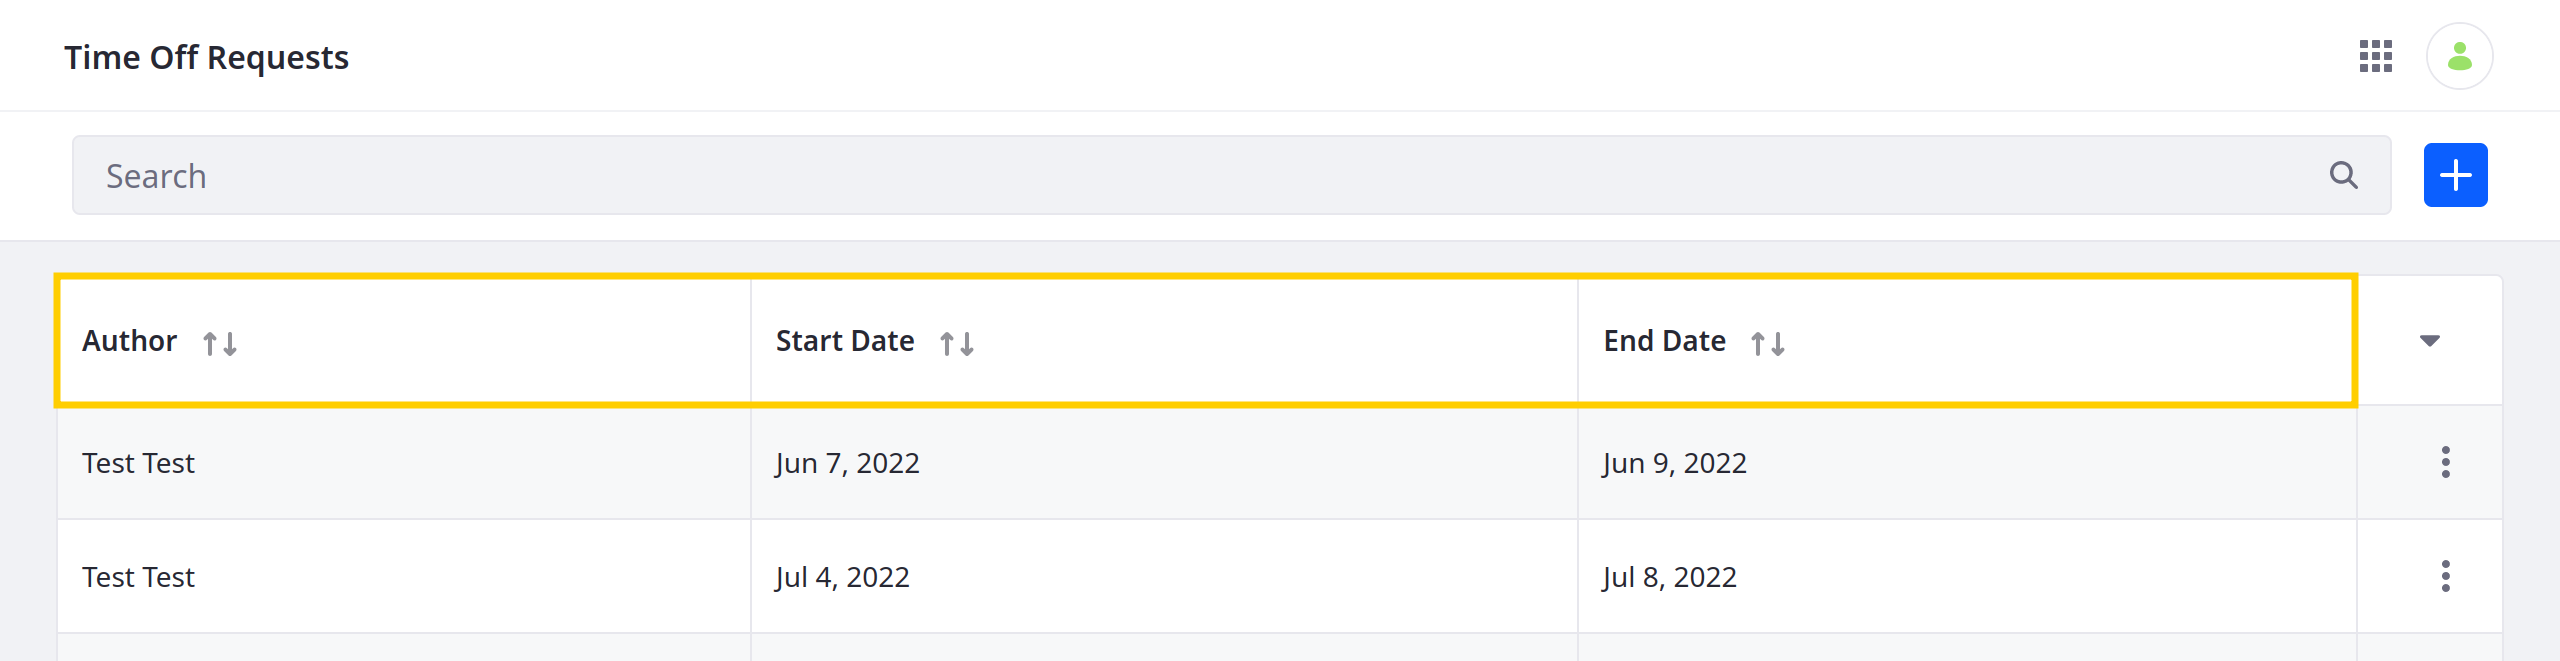 Time Off Requests
Search
Author Start Date End Date
Test Test Jun 7, 2022 Jun 9, 2022
Test Test Jul 4, 2022 Jul 8, 2022